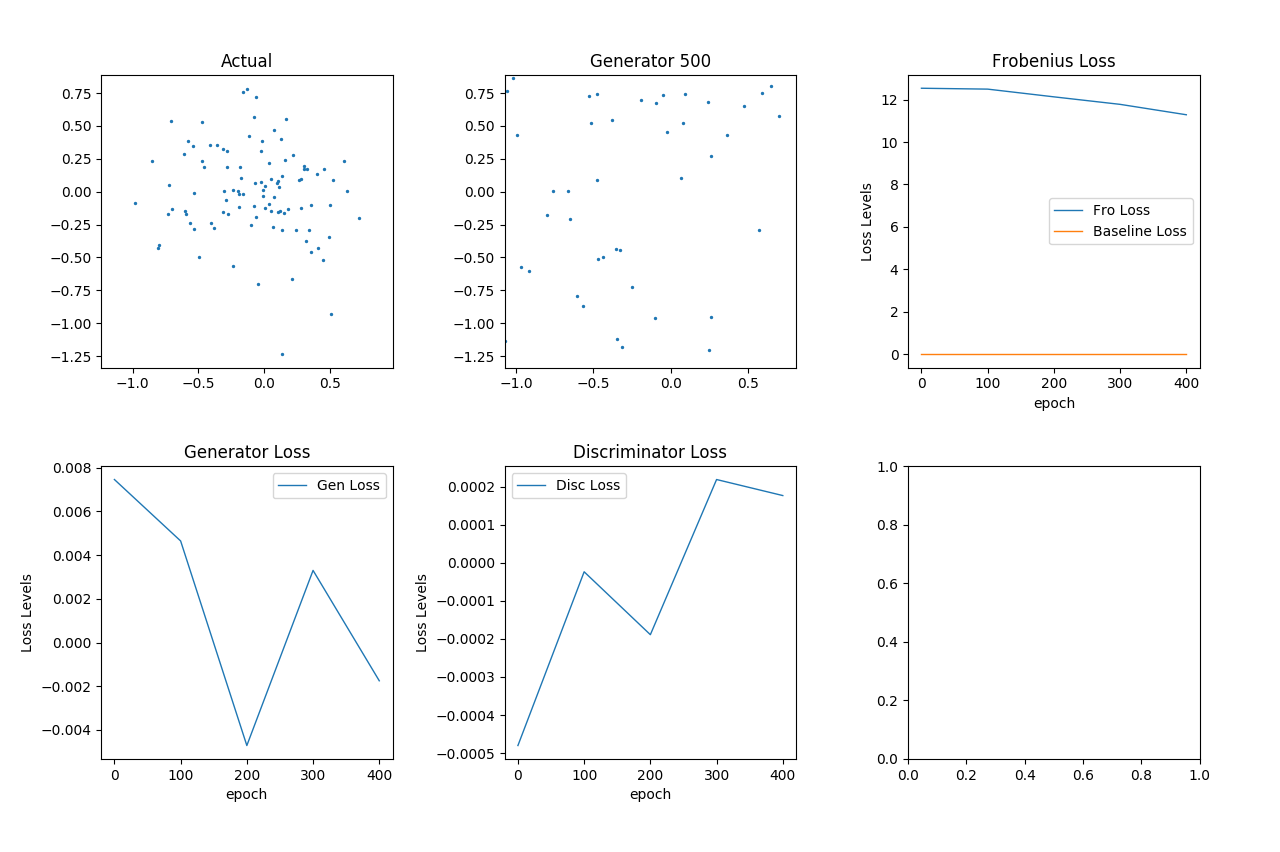 Actual
0.75
0.50
0.25
0.00
−0.25
−0.50
−0.75
−1.00
−1.25
−1.0 −0.5 0.0 0.5
Generator 500
0.75
0.50
0.25
0.00
−0.25
−0.50
−0.75
−1.00
−1.25
−1.0 −0.5 0.0 0.5
Frobenius Loss
Loss Levels
12
10
8
6
4
2
0
Fro Loss
Baseline Loss
0 100 200 300 400
epoch
Generator Loss
Loss Levels
0.008
0.006
0.004
0.002
0.000
−0.002
−0.004
Gen Loss
0 100 200 300 400
epoch
Discriminator Loss
Loss Levels
0.0002
0.0001
0.0000
−0.0001
−0.0002
−0.0003
−0.0004
−0.0005
Disc Loss
0 100 200 300 400
epoch
1.0
0.8
0.6
0.4
0.2
0.0
0.0 0.2 0.4 0.6 0.8 1.0